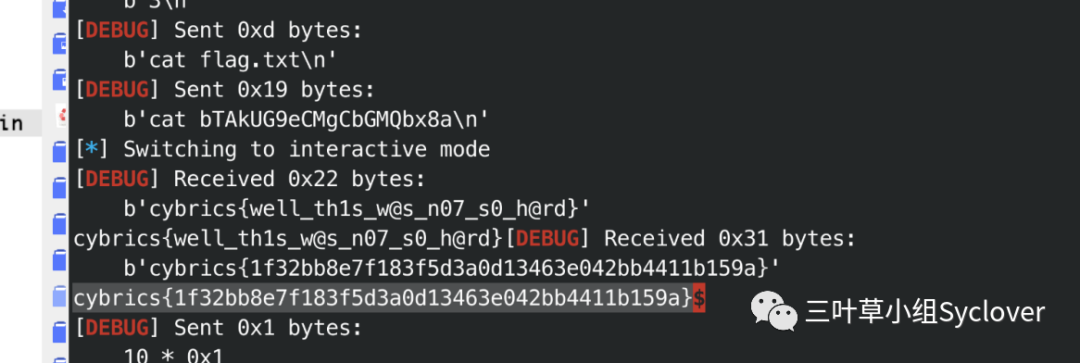 b'3\n'
[DEBUG] Sent 0xd bytes:
b'cat flag.txt\n'
[DEBUG] Sent 0x19 bytes:
b'cat bTAkUG9eCMgCbGMQbx8a\n'
in
[*] Switching to interactive mode
[DEBUG] Received 0x22 bytes:
b'cybrics{well_th1s_w@s_n07_s0_h@rd}'
cybrics{well_th1s_w@s_n07_s0_h@rd}[DEBUG] Received 0x31 bytes:
b'cybrics{1f32bb8e7f183f5d3a0d13463e042bb4411b159a}'
cybrics{1f32bb8e7f183f5d3a0d13463e042bb4411b159a}$
三叶草小组Syclover
[DEBUG] Sent 0x1 bytes:
10 * 0x1